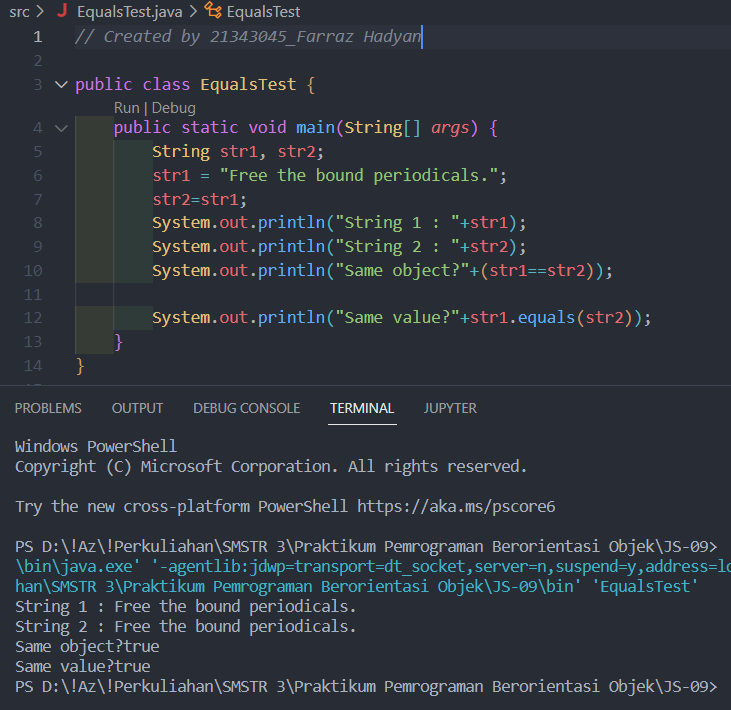 src > EqualsTest.java > EqualsTest
1 // Created by 21343045_Farraz Hadyan
2
3 public class EqualsTest {
Run | Debug
4 public static void main(String[] args) {
5 String str1, str2;
6 str1 = "Free the bound periodicals.";
7 str2=str1;
8 System.out.println("String 1 : "+str1);
9 System.out.println("String 2 : "+str2);
10 System.out.println("Same object?"+(str1==str2));
11
12 System.out.println("Same value?"+str1.equals(str2));
13 }
14 }
PROBLEMS OUTPUT DEBUG CONSOLE TERMINAL JUPYTER
Windows PowerShell
Copyright (C) Microsoft Corporation. All rights reserved.
Try the new cross-platform PowerShell https://aka.ms/pscore6
PS D:\!Az\!Perkuliahan\SMSTR 3\Praktikum Pemrograman Berorientasi Objek\JS-09>
\bin\java.exe' '-agentlib:jdwp=transport=dt_socket,server=n,suspend=y,address=lo
han\SMSTR 3\Praktikum Pemrograman Berorientasi Objek\JS-09\bin' 'EqualsTest'
String 1 : Free the bound periodicals.
String 2 : Free the bound periodicals.
Same object?true
Same value?true
PS D:\!Az\!Perkuliahan\SMSTR 3\Praktikum Pemrograman Berorientasi Objek\JS-09>